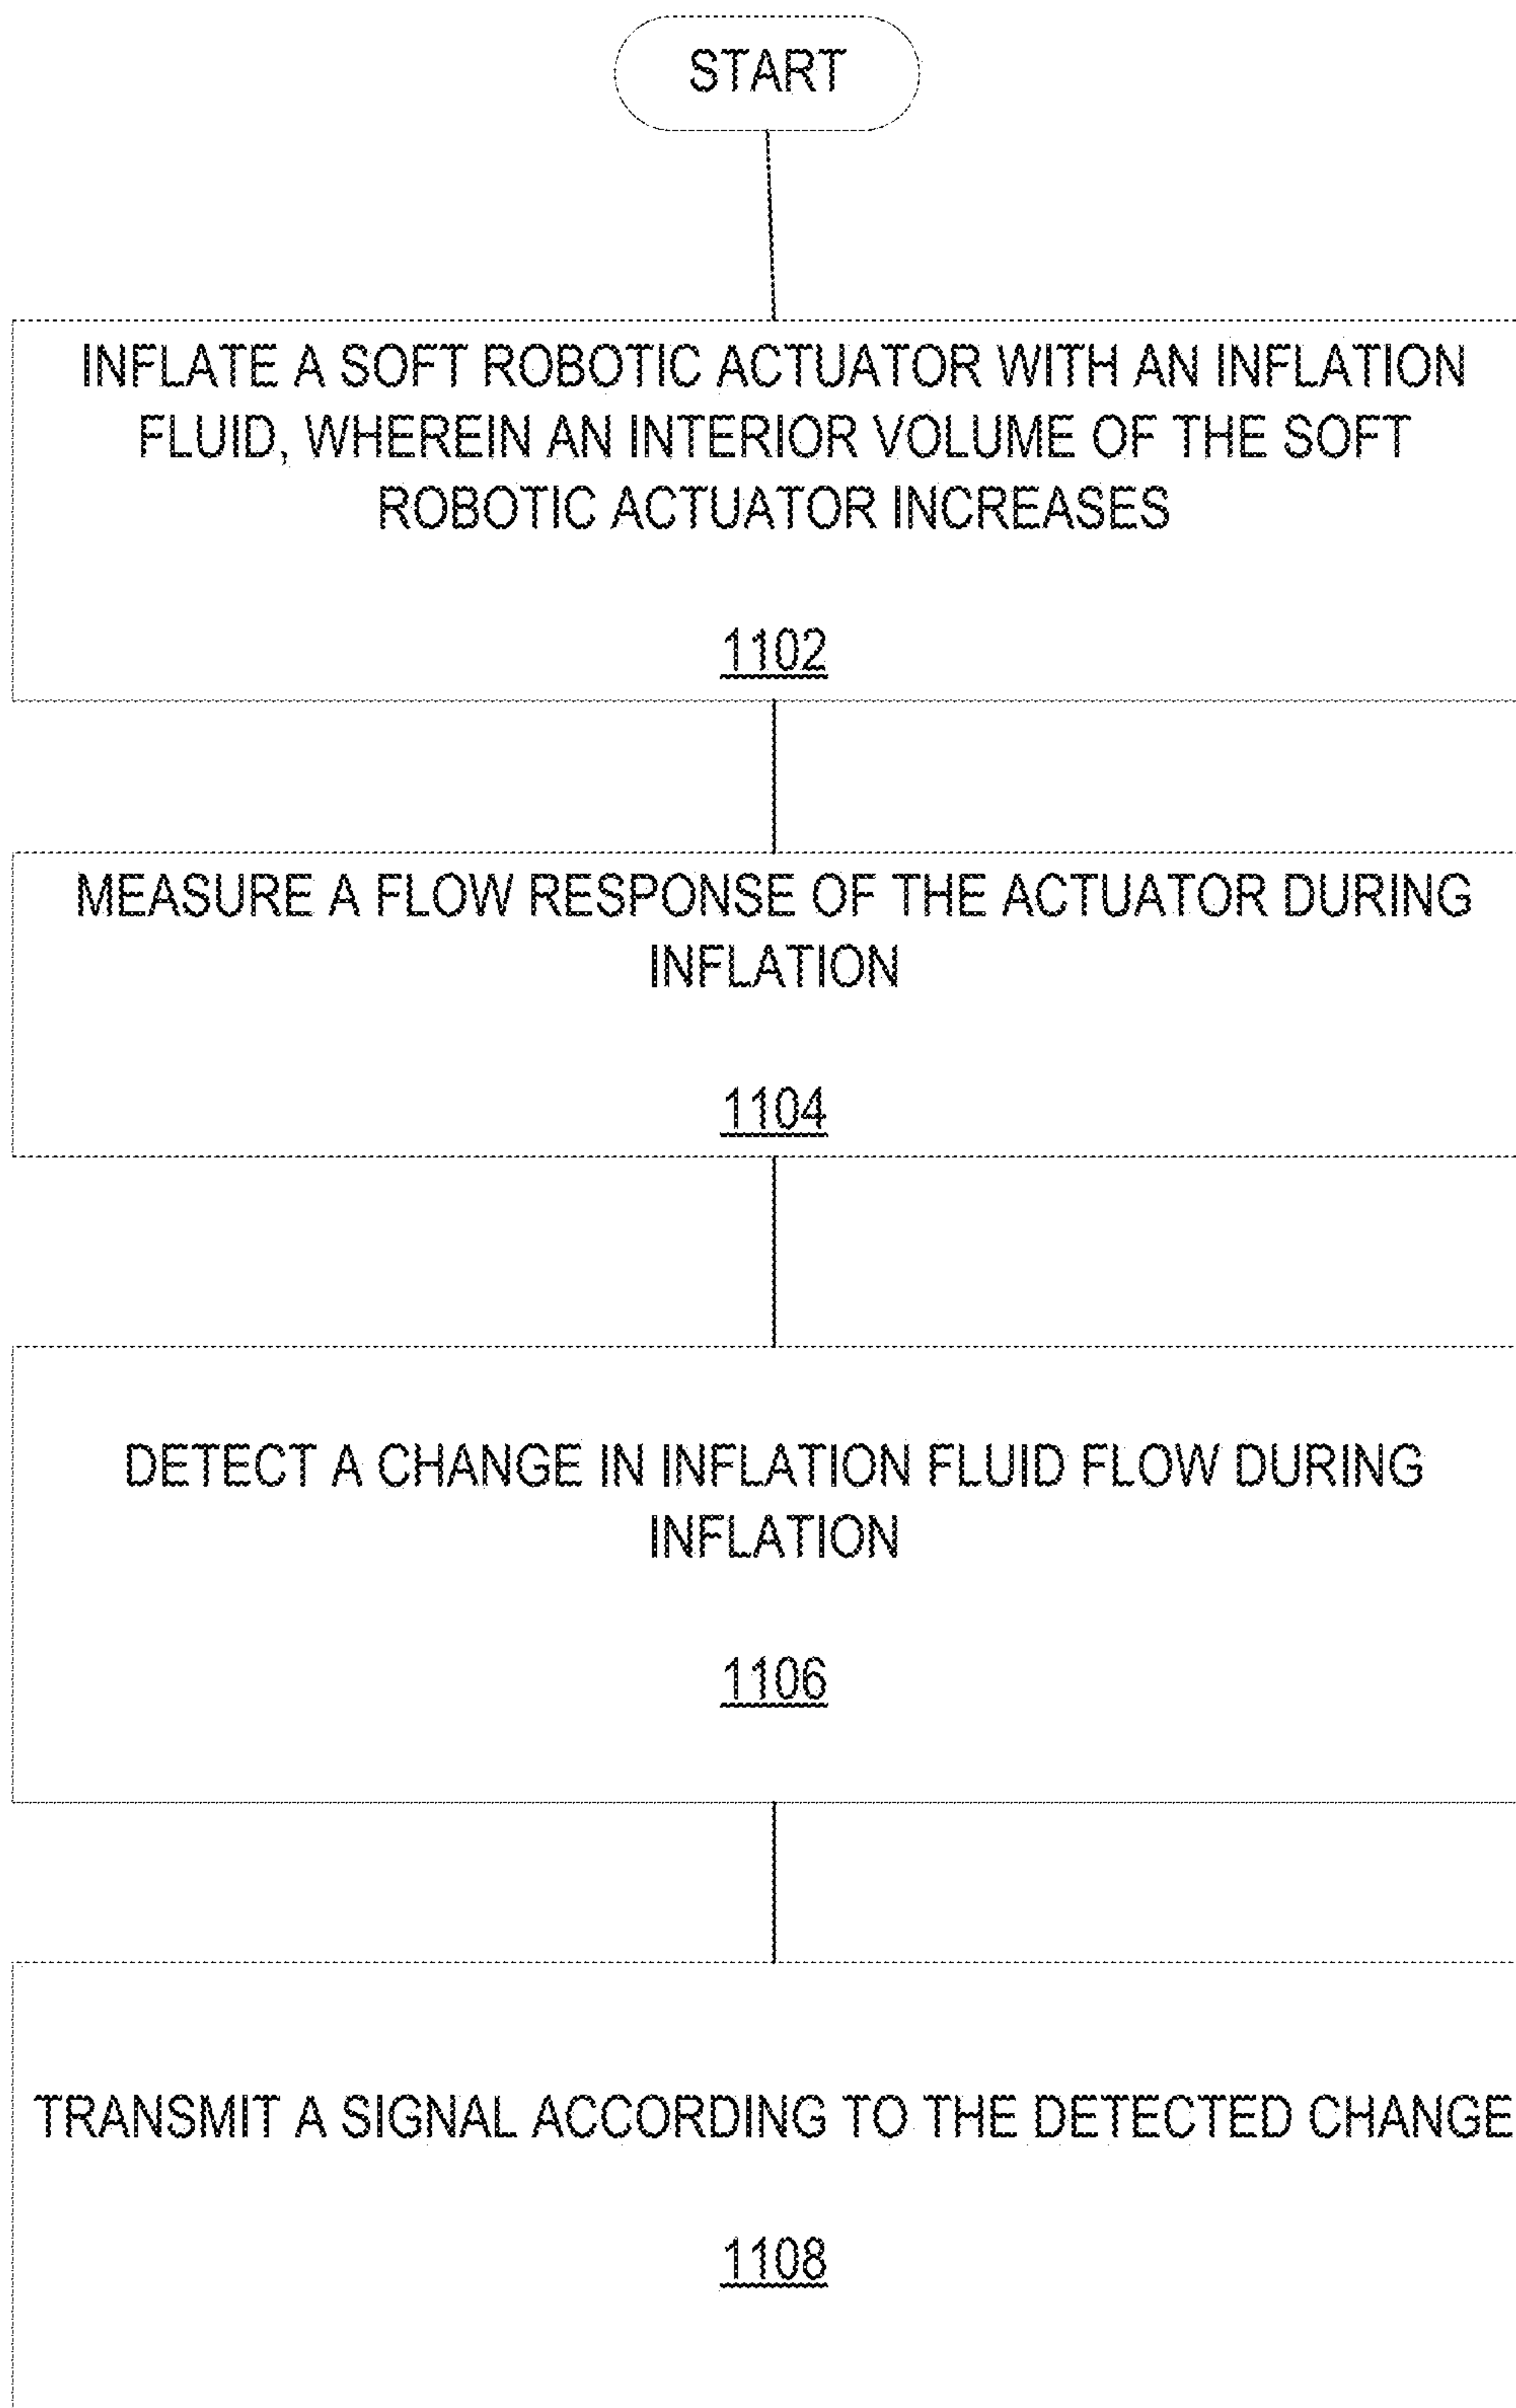 START
INFLATE A SOFT ROBOTIC ACTUATOR WITH AN INFLATION
FLUID, WHEREIN AN INTERIOR VOLUME OF THE SOFT
ROBOTIC ACTUATOR INCREASES
1102
MEASURE A FLOW RESPONSE OF THE ACTUATOR DURING
INFLATION
1104
DETECT A CHANGE IN INFLATION FLUID FLOW DURING
INFLATION
1106
TRANSMIT A SIGNAL ACCORDING TO THE DETECTED CHANGE
1108